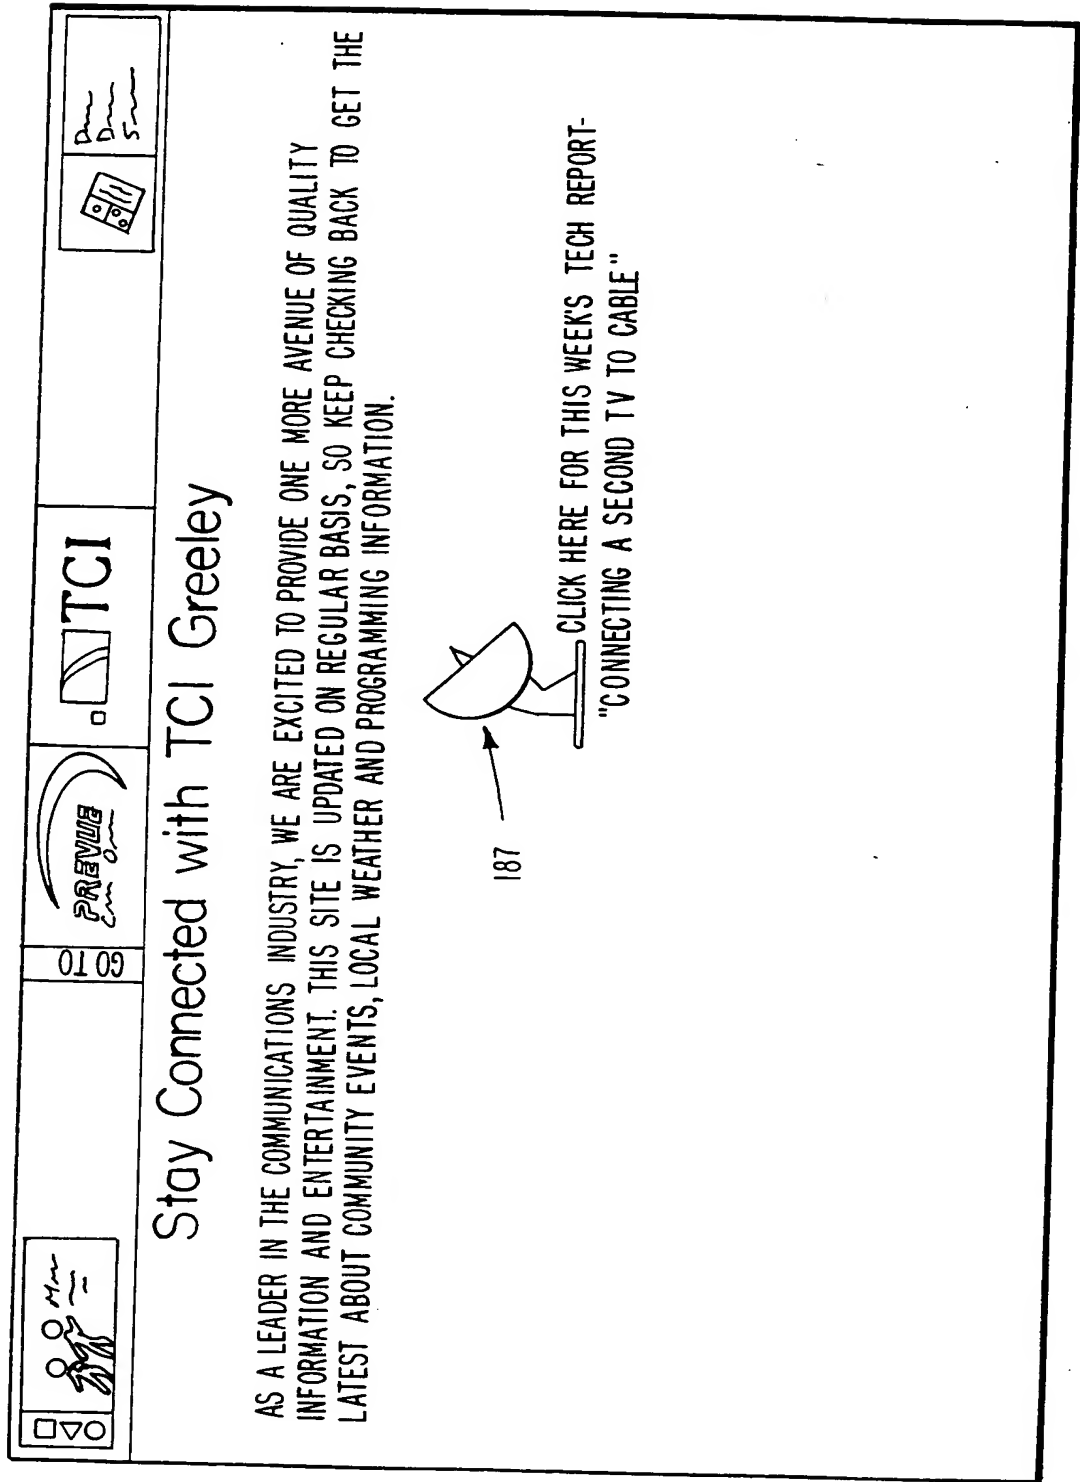 GO TO
PREVUE
TCI
Stay Connected with TCI Greeley
AS A LEADER IN THE COMMUNICATIONS INDUSTRY, WE ARE EXCITED TO PROVIDE ONE MORE AVENUE OF QUALITY
INFORMATION AND ENTERTAINMENT. THIS SITE IS UPDATED ON REGULAR BASIS, SO KEEP CHECKING BACK TO GET THE
LATEST ABOUT COMMUNITY EVENTS, LOCAL WEATHER AND PROGRAMMING INFORMATION.
187
CLICK HERE FOR THIS WEEK'S TECH REPORT-
"CONNECTING A SECOND TV TO CABLE"